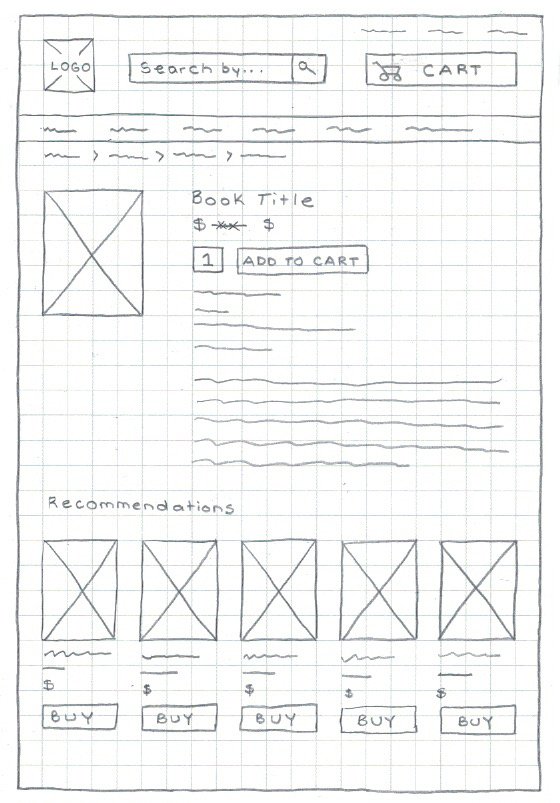 LOGO
Search by...
CART
> > >
Book Title
$ xx $
1
ADD TO CART
Recommendations
$ $ $ $ $
BUY BUY BUY BUY BUY